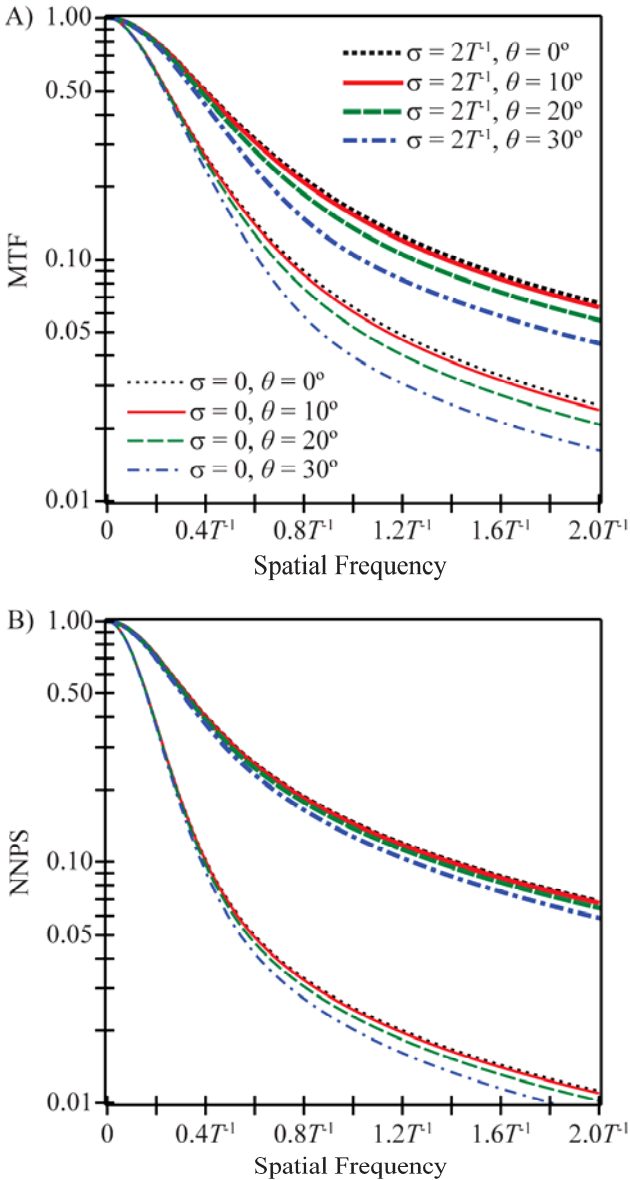 A)
1.00
σ = 2T⁻¹, θ = 0º
σ = 2T⁻¹, θ = 10º
σ = 2T⁻¹, θ = 20º
σ = 2T⁻¹, θ = 30º
0.50
MTF
0.10
0.05
σ = 0, θ = 0º
σ = 0, θ = 10º
σ = 0, θ = 20º
σ = 0, θ = 30º
0.01
0 0.4T⁻¹ 0.8T⁻¹ 1.2T⁻¹ 1.6T⁻¹ 2.0T⁻¹
Spatial Frequency
B)
1.00
0.50
NNPS
0.10
0.05
0.01
0 0.4T⁻¹ 0.8T⁻¹ 1.2T⁻¹ 1.6T⁻¹ 2.0T⁻¹
Spatial Frequency